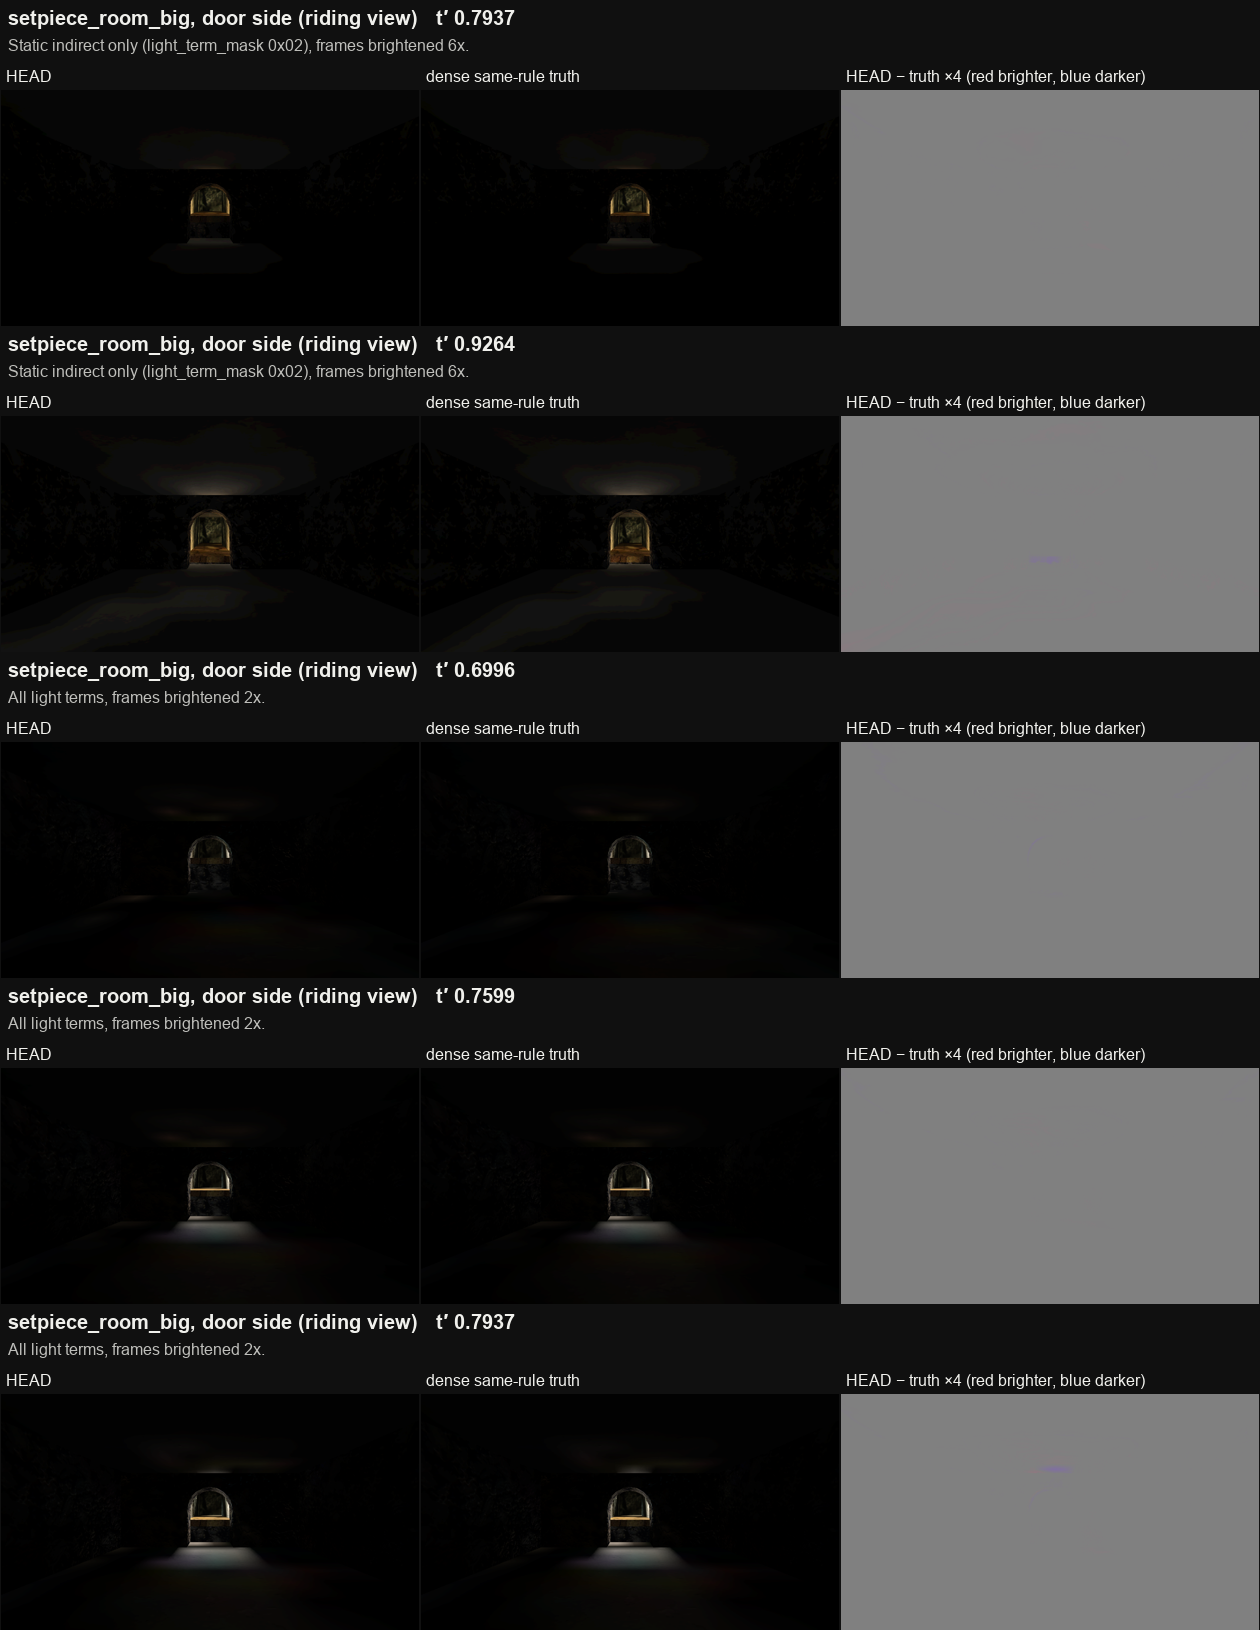 setpiece_room_big, door side (riding view) t′ 0.7937
Static indirect only (light_term_mask 0x02), frames brightened 6x.
HEAD dense same-rule truth HEAD − truth ×4 (red brighter, blue darker)
setpiece_room_big, door side (riding view) t′ 0.9264
Static indirect only (light_term_mask 0x02), frames brightened 6x.
HEAD dense same-rule truth HEAD − truth ×4 (red brighter, blue darker)
setpiece_room_big, door side (riding view) t′ 0.6996
All light terms, frames brightened 2x.
HEAD dense same-rule truth HEAD − truth ×4 (red brighter, blue darker)
setpiece_room_big, door side (riding view) t′ 0.7599
All light terms, frames brightened 2x.
HEAD dense same-rule truth HEAD − truth ×4 (red brighter, blue darker)
setpiece_room_big, door side (riding view) t′ 0.7937
All light terms, frames brightened 2x.
HEAD dense same-rule truth HEAD − truth ×4 (red brighter, blue darker)